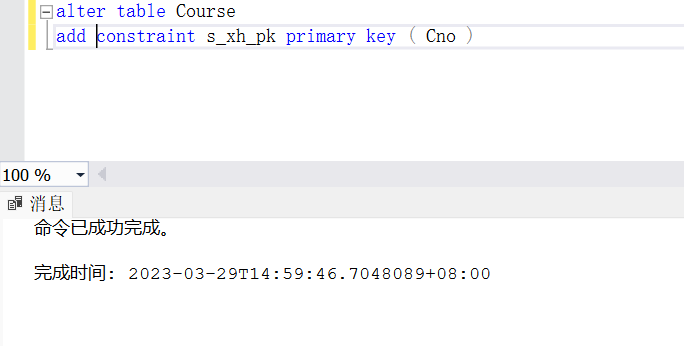 alter table Course
add constraint s_xh_pk primary key ( Cno )
100 %
消息
命令已成功完成。
完成时间: 2023-03-29T14:59:46.7048089+08:00